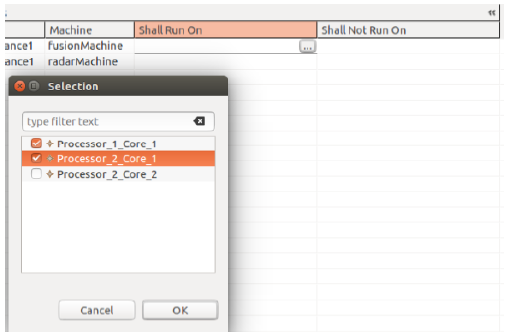 Machine Shall Run On Shall Not Run On
ance1 fusionMachine ...
ance1 radarMachine
Selection
type filter text
Processor_1_Core_1
Processor_2_Core_1
Processor_2_Core_2
Cancel OK